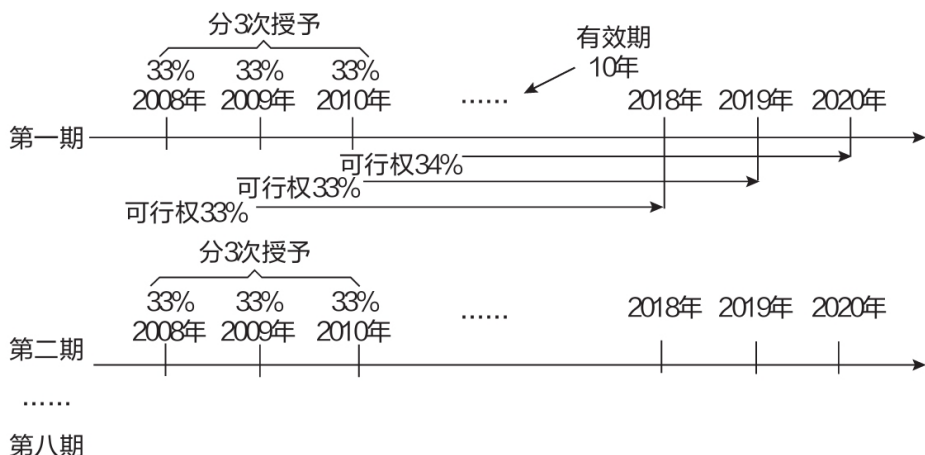 分3次授予
有效期
10年
33% 33% 33%
2008年 2009年 2010年 …… 2018年 2019年 2020年
第一期
可行权34%
可行权33%
可行权33%
分3次授予
33% 33% 33%
2008年 2009年 2010年 …… 2018年 2019年 2020年
第二期
……
第八期